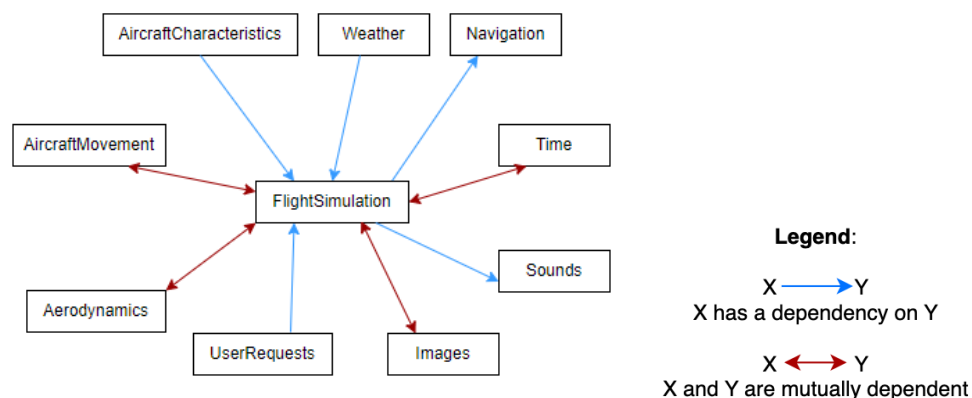 AircraftCharacteristics
Weather
Navigation
AircraftMovement
Time
FlightSimulation
Sounds
Aerodynamics
UserRequests
Images
Legend:
X Y
X has a dependency on Y
X Y
X and Y are mutually dependent